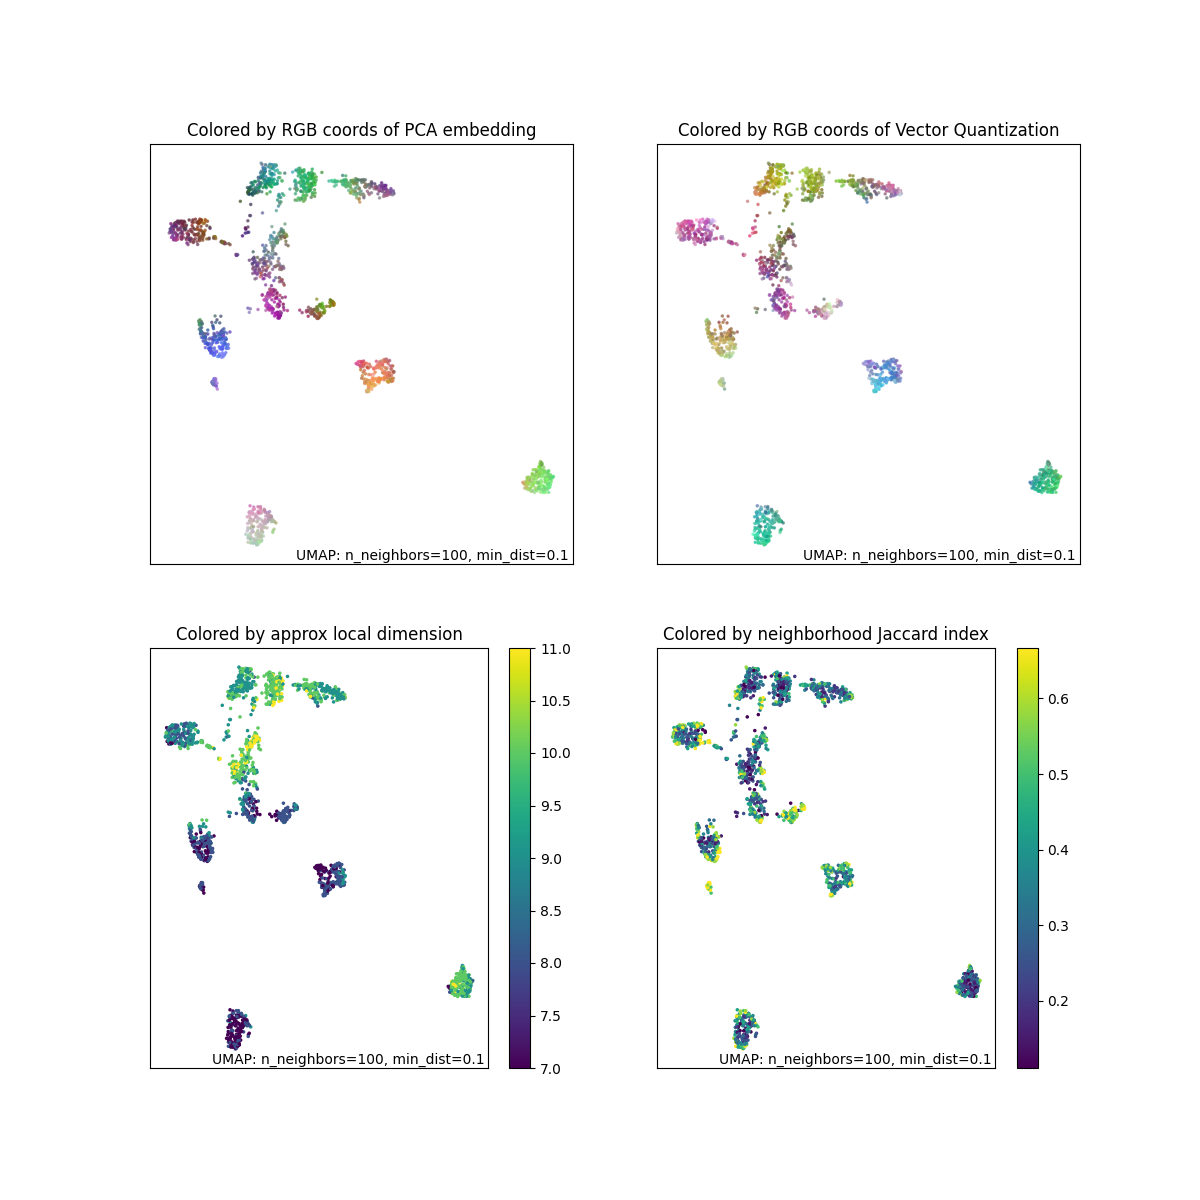 Colored by RGB coords of PCA embedding
UMAP: n_neighbors=100, min_dist=0.1
Colored by RGB coords of Vector Quantization
UMAP: n_neighbors=100, min_dist=0.1
Colored by approx local dimension
UMAP: n_neighbors=100, min_dist=0.1
11.0
10.5
10.0
9.5
9.0
8.5
8.0
7.5
7.0
Colored by neighborhood Jaccard index
UMAP: n_neighbors=100, min_dist=0.1
0.6
0.5
0.4
0.3
0.2